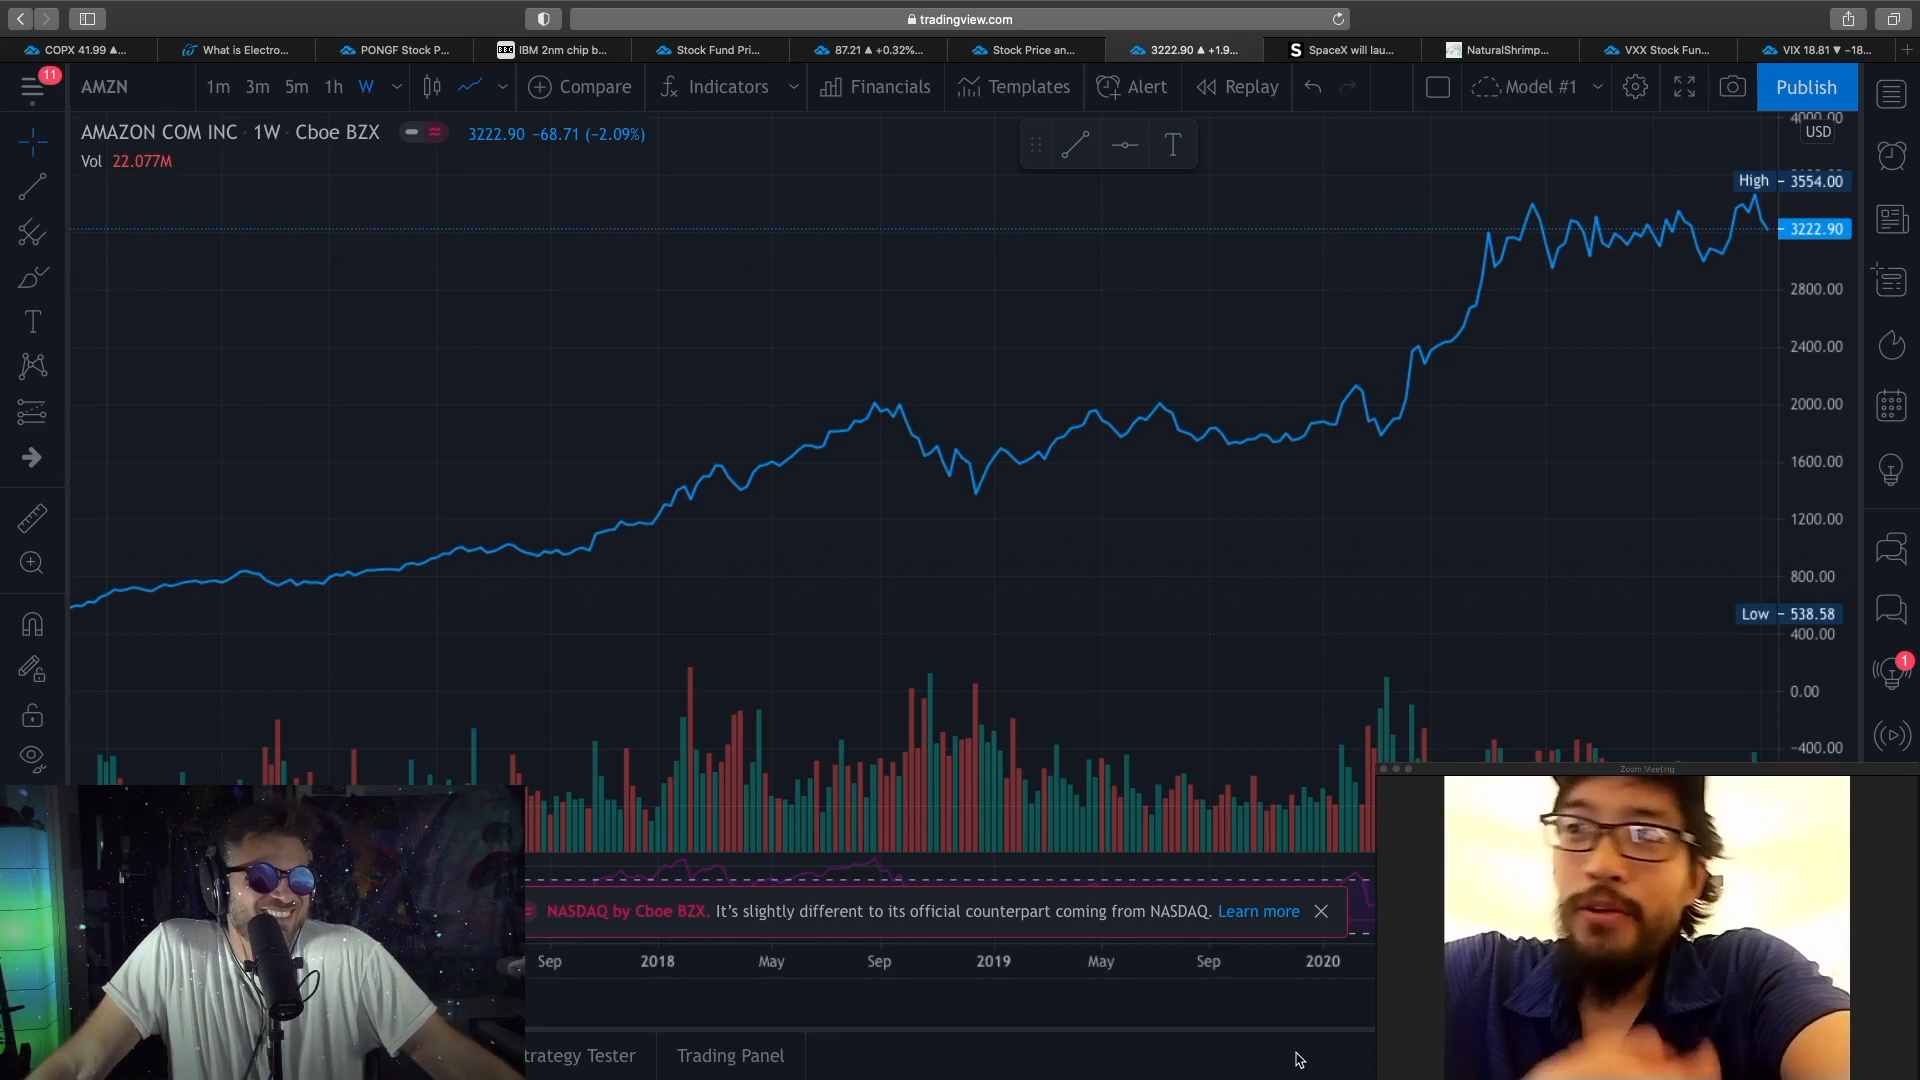 tradingview.com
COPX 41.99 ▲...
What is Electro...
PONGF Stock P...
BBC
IBM 2nm chip b...
Stock Fund Pri...
87.21 ▲ +0.32%...
Stock Price an...
3222.90 ▲ +1.9...
S
SpaceX will lau...
NaturalShrimp...
VXX Stock Fun...
VIX 18.81 ▼ −18...
11
AMZN
1m
3m
5m
1h
W
Compare
Indicators
Financials
Templates
Alert
Replay
Model #1
Publish
AMAZON COM INC · 1W · Cboe BZX
3222.90 −68.71 (−2.09%)
Vol 22.077M
4000.00
USD
High 3554.00
3222.90
2800.00
2400.00
2000.00
1600.00
1200.00
800.00
Low 538.58
400.00
0.00
−400.00
1
Zoom Meeting
NASDAQ by Cboe BZX. It's slightly different to its official counterpart coming from NASDAQ. Learn more
Sep 2018 May Sep 2019 May Sep 2020
trategy Tester
Trading Panel